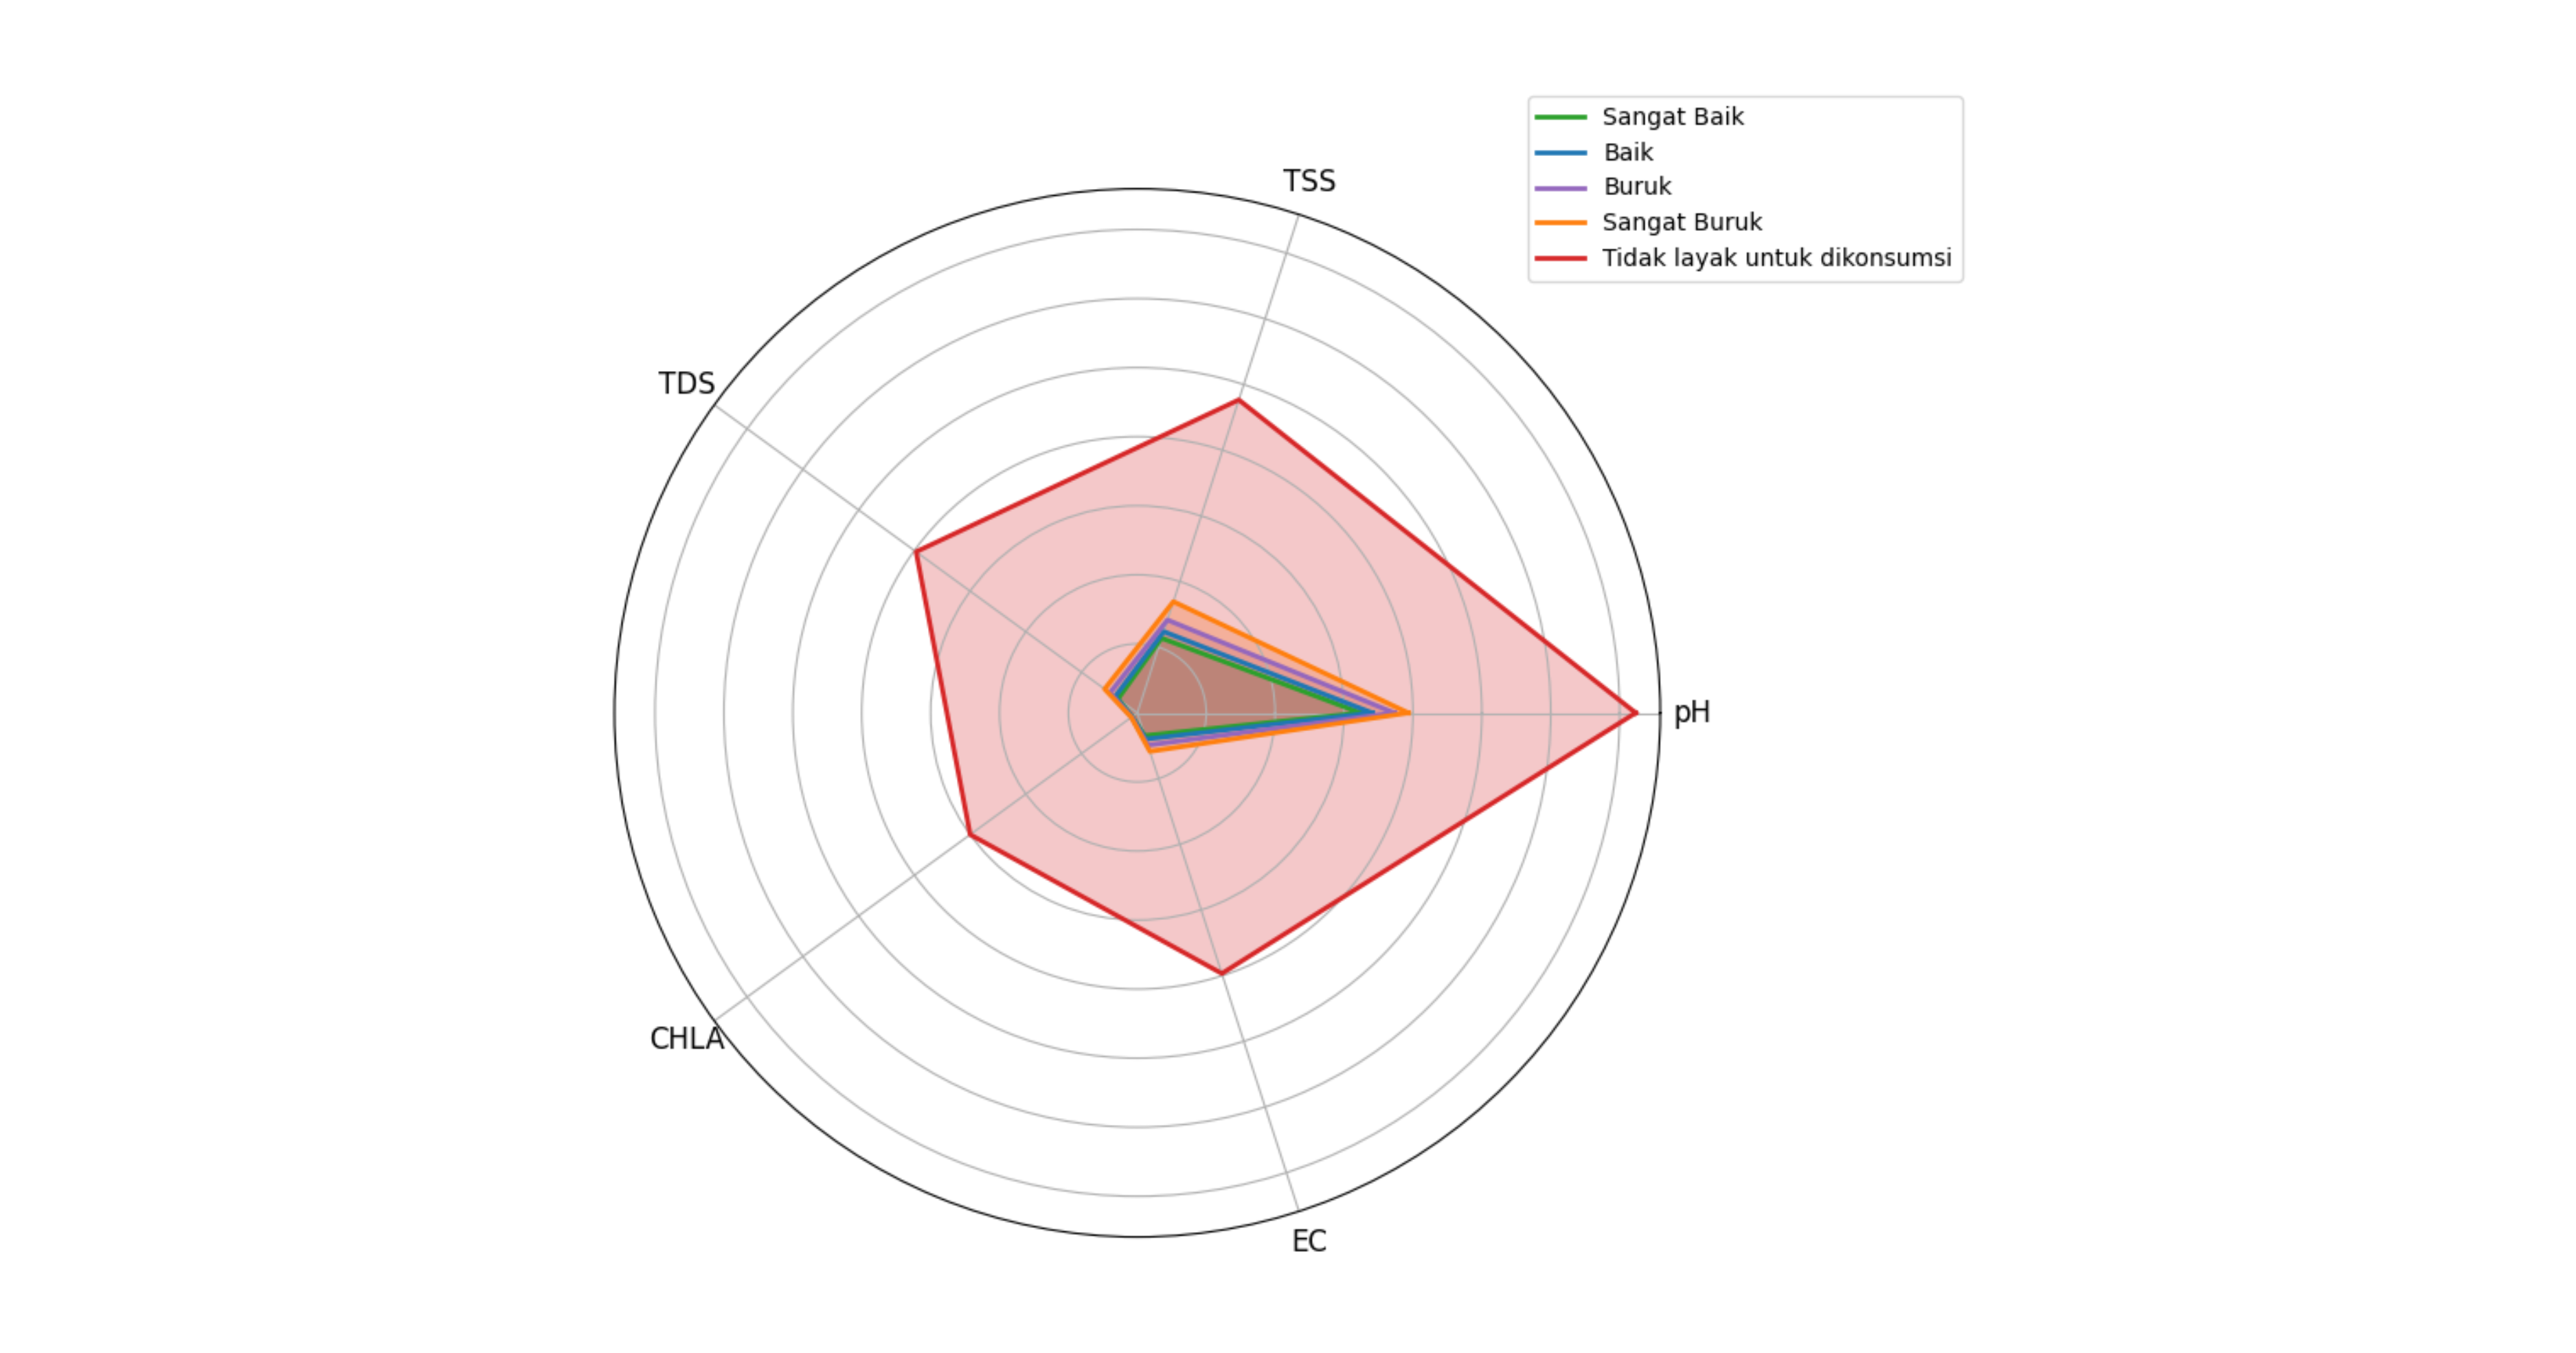 Sangat Baik
Baik
Buruk
Sangat Buruk
Tidak layak untuk dikonsumsi
TSS
TDS
pH
CHLA
EC